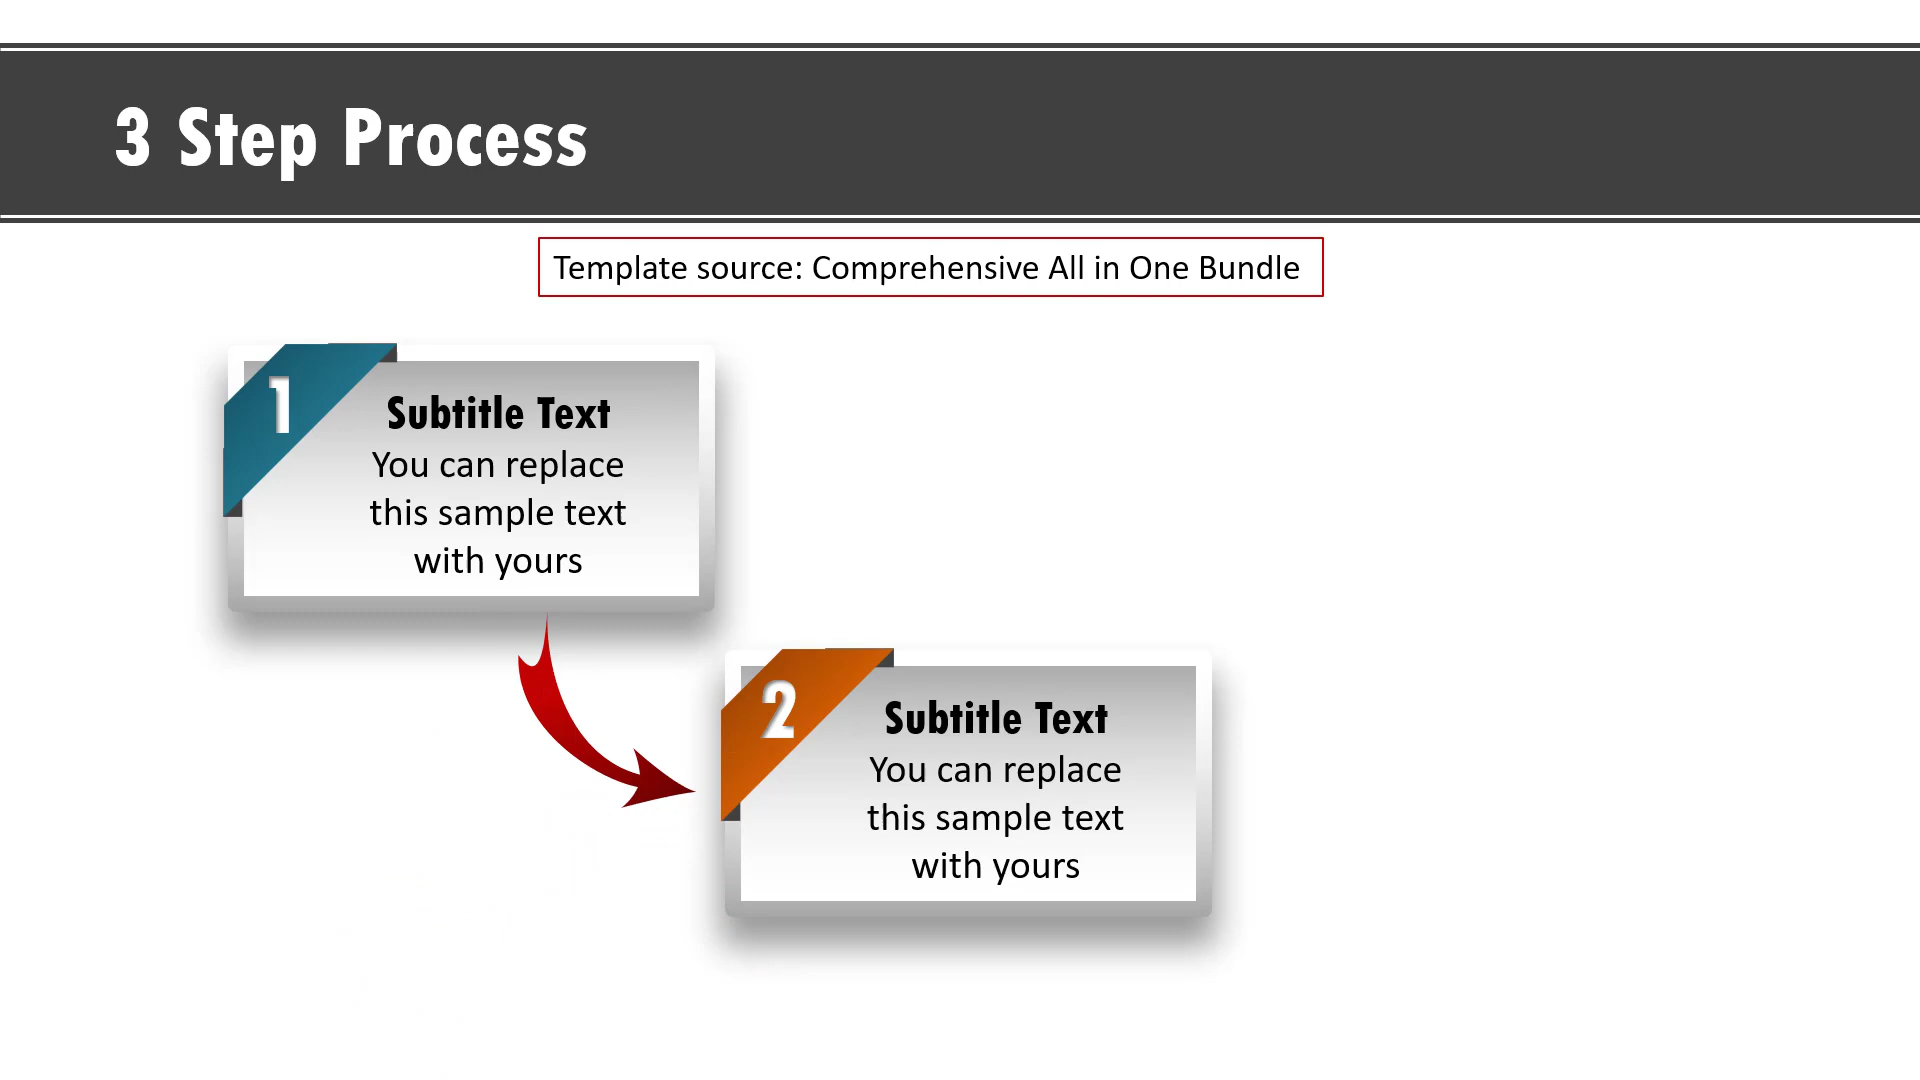 3 Step Process
Template source: Comprehensive All in One Bundle
1
Subtitle Text
You can replace
this sample text
with yours
2
Subtitle Text
You can replace
this sample text
with yours